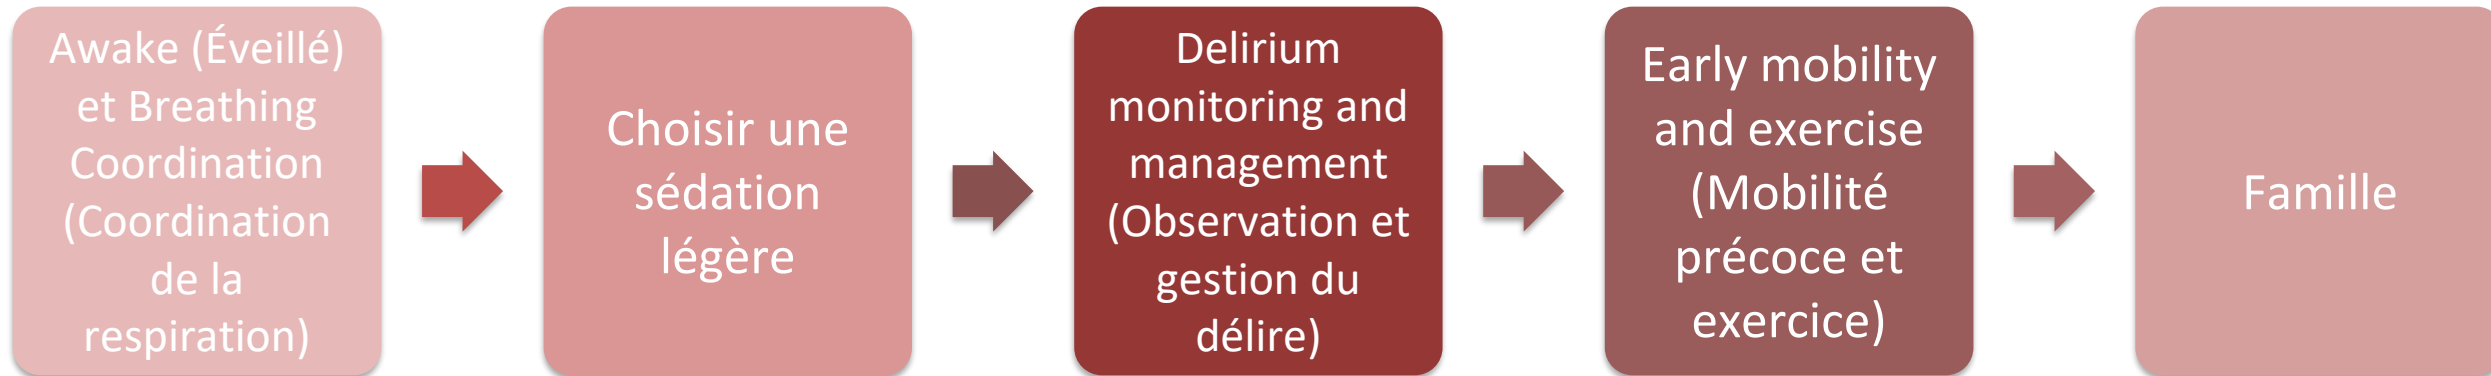 Awake (Éveillé)
et Breathing
Coordination
(Coordination
de la
respiration)
Choisir une
sédation
légère
Delirium
monitoring and
management
(Observation et
gestion du
délire)
Early mobility
and exercise
(Mobilité
précoce et
exercice)
Famille